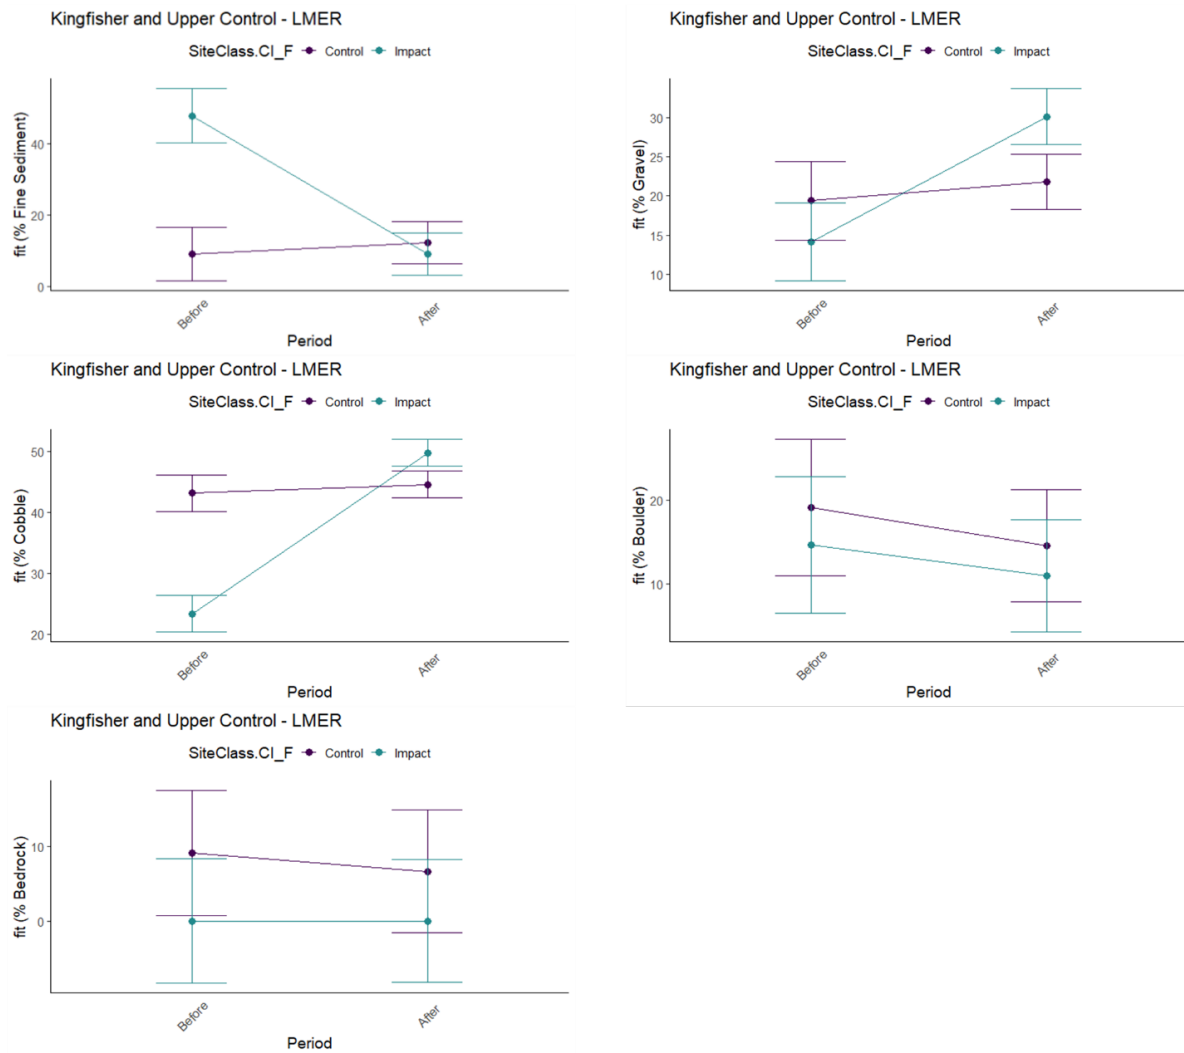 Kingfisher and Upper Control - LMER
SiteClass.CI_F Control Impact
fit (% Fine Sediment)
40
20
0
Before
After
Period
Kingfisher and Upper Control - LMER
SiteClass.CI_F Control Impact
fit (% Gravel)
30
25
20
15
10
Before
After
Period
Kingfisher and Upper Control - LMER
SiteClass.CI_F Control Impact
fit (% Cobble)
50
40
30
20
Before
After
Period
Kingfisher and Upper Control - LMER
SiteClass.CI_F Control Impact
fit (% Boulder)
20
10
Before
After
Period
Kingfisher and Upper Control - LMER
SiteClass.CI_F Control Impact
fit (% Bedrock)
10
0
Before
After
Period